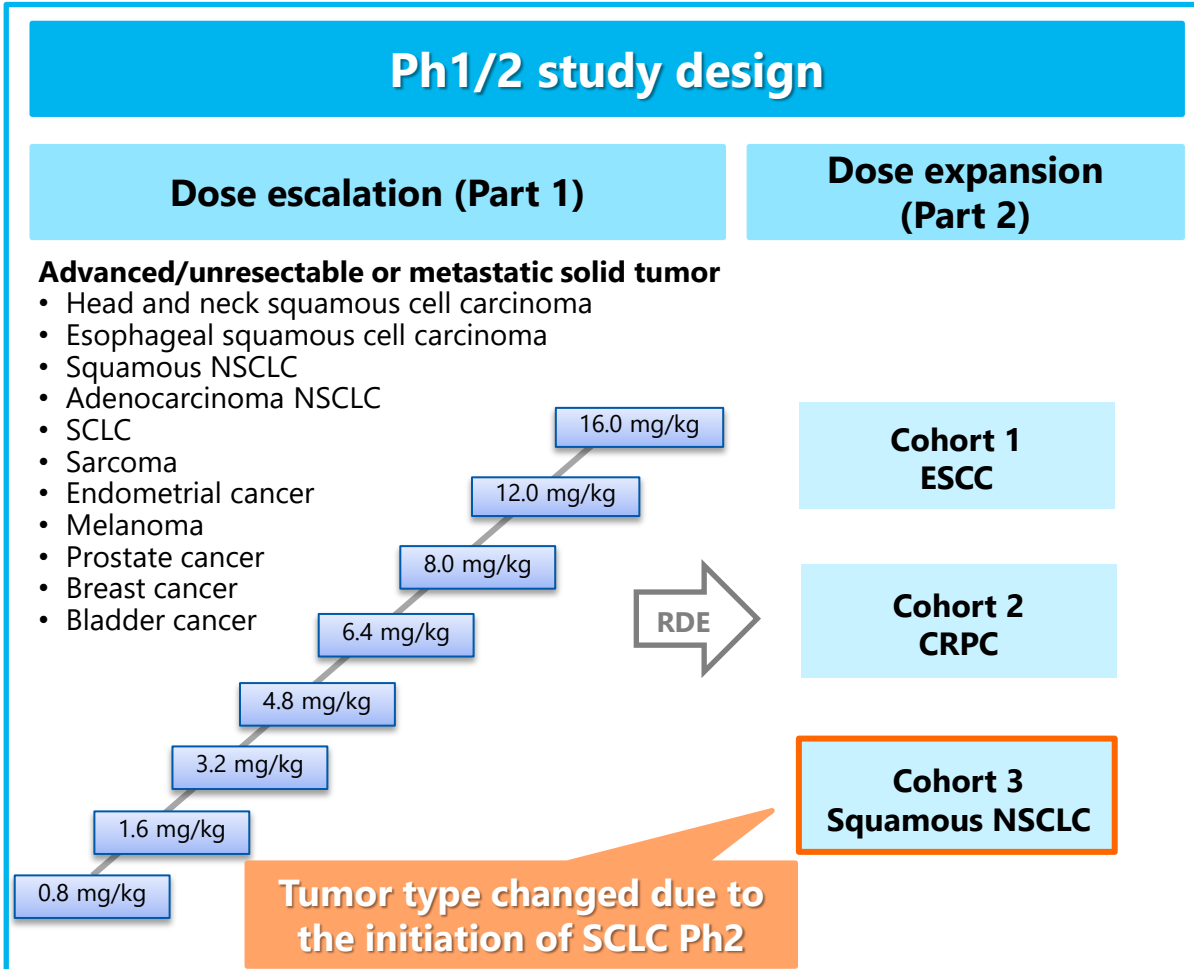 Ph1/2 study design
Dose escalation (Part 1)
Dose expansion
(Part 2)
Advanced/unresectable or metastatic solid tumor
• Head and neck squamous cell carcinoma
• Esophageal squamous cell carcinoma
• Squamous NSCLC
• Adenocarcinoma NSCLC
• SCLC
• Sarcoma
• Endometrial cancer
• Melanoma
• Prostate cancer
• Breast cancer
• Bladder cancer
16.0 mg/kg
12.0 mg/kg
8.0 mg/kg
6.4 mg/kg
4.8 mg/kg
3.2 mg/kg
1.6 mg/kg
0.8 mg/kg
RDE
Cohort 1
ESCC
Cohort 2
CRPC
Cohort 3
Squamous NSCLC
Tumor type changed due to
the initiation of SCLC Ph2